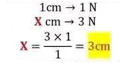 1cm → 1 N
X cm → 3 N
X = 3 × 1 / 1 = 3cm